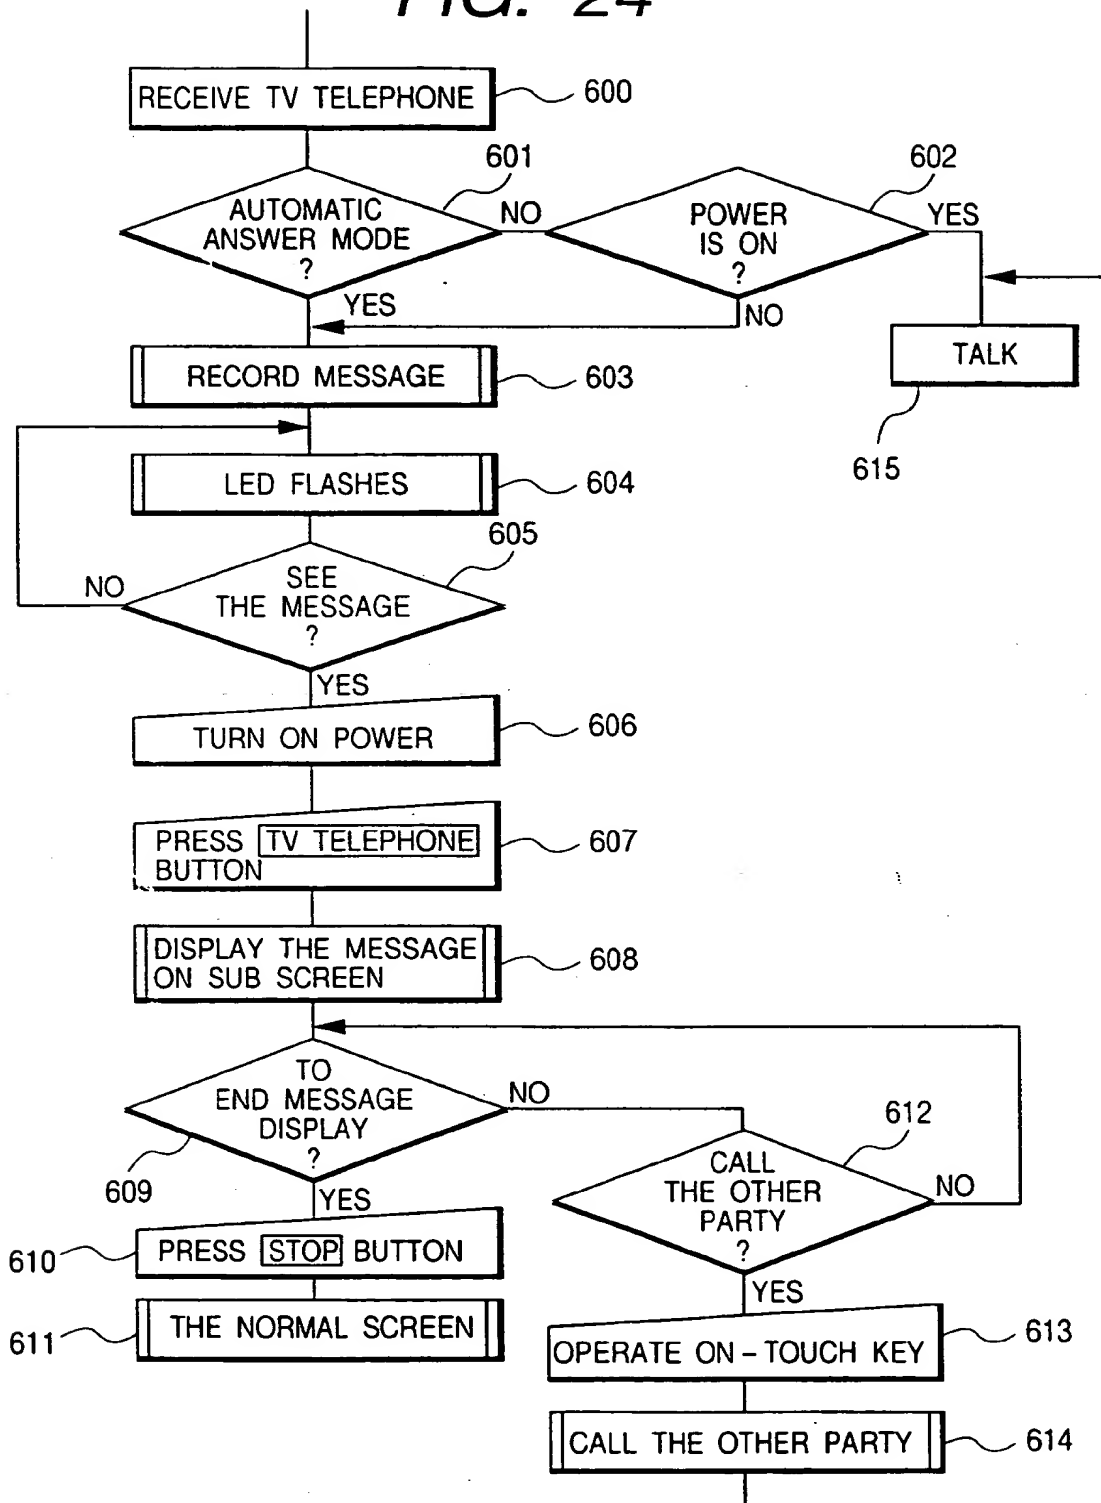 FIG. 24
RECEIVE TV TELEPHONE
600
601
602
AUTOMATIC
ANSWER MODE
?
NO
POWER
IS ON
?
YES
YES
NO
RECORD MESSAGE
603
TALK
615
LED FLASHES
604
605
SEE
THE MESSAGE
?
NO
YES
TURN ON POWER
606
PRESS TV TELEPHONE
BUTTON
607
DISPLAY THE MESSAGE
ON SUB SCREEN
608
TO
END MESSAGE
DISPLAY
?
NO
609
612
CALL
THE OTHER
PARTY
?
NO
YES
610
PRESS STOP BUTTON
YES
611
THE NORMAL SCREEN
OPERATE ON-TOUCH KEY
613
CALL THE OTHER PARTY
614